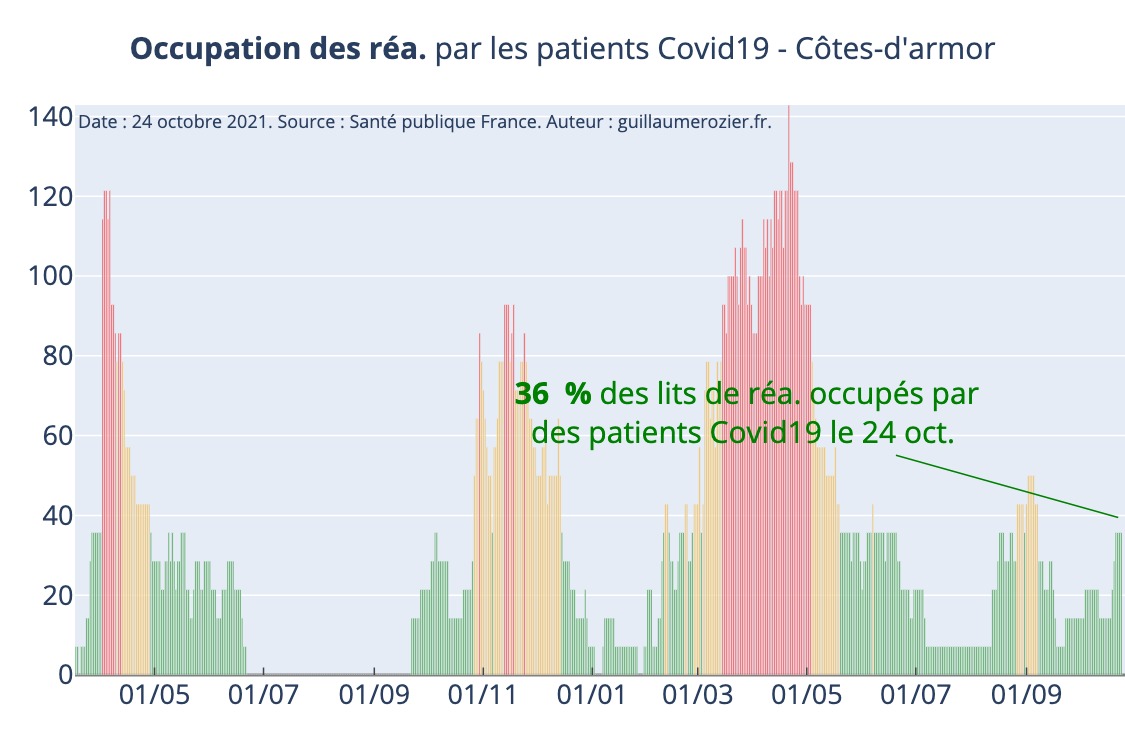 Occupation des réa. par les patients Covid19 - Côtes-d'armor
140
Date : 24 octobre 2021. Source : Santé publique France. Auteur : guillaumerozier.fr.
120
100
80
36 % des lits de réa. occupés par
des patients Covid19 le 24 oct.
60
40
20
0
01/05 01/07 01/09 01/11 01/01 01/03 01/05 01/07 01/09